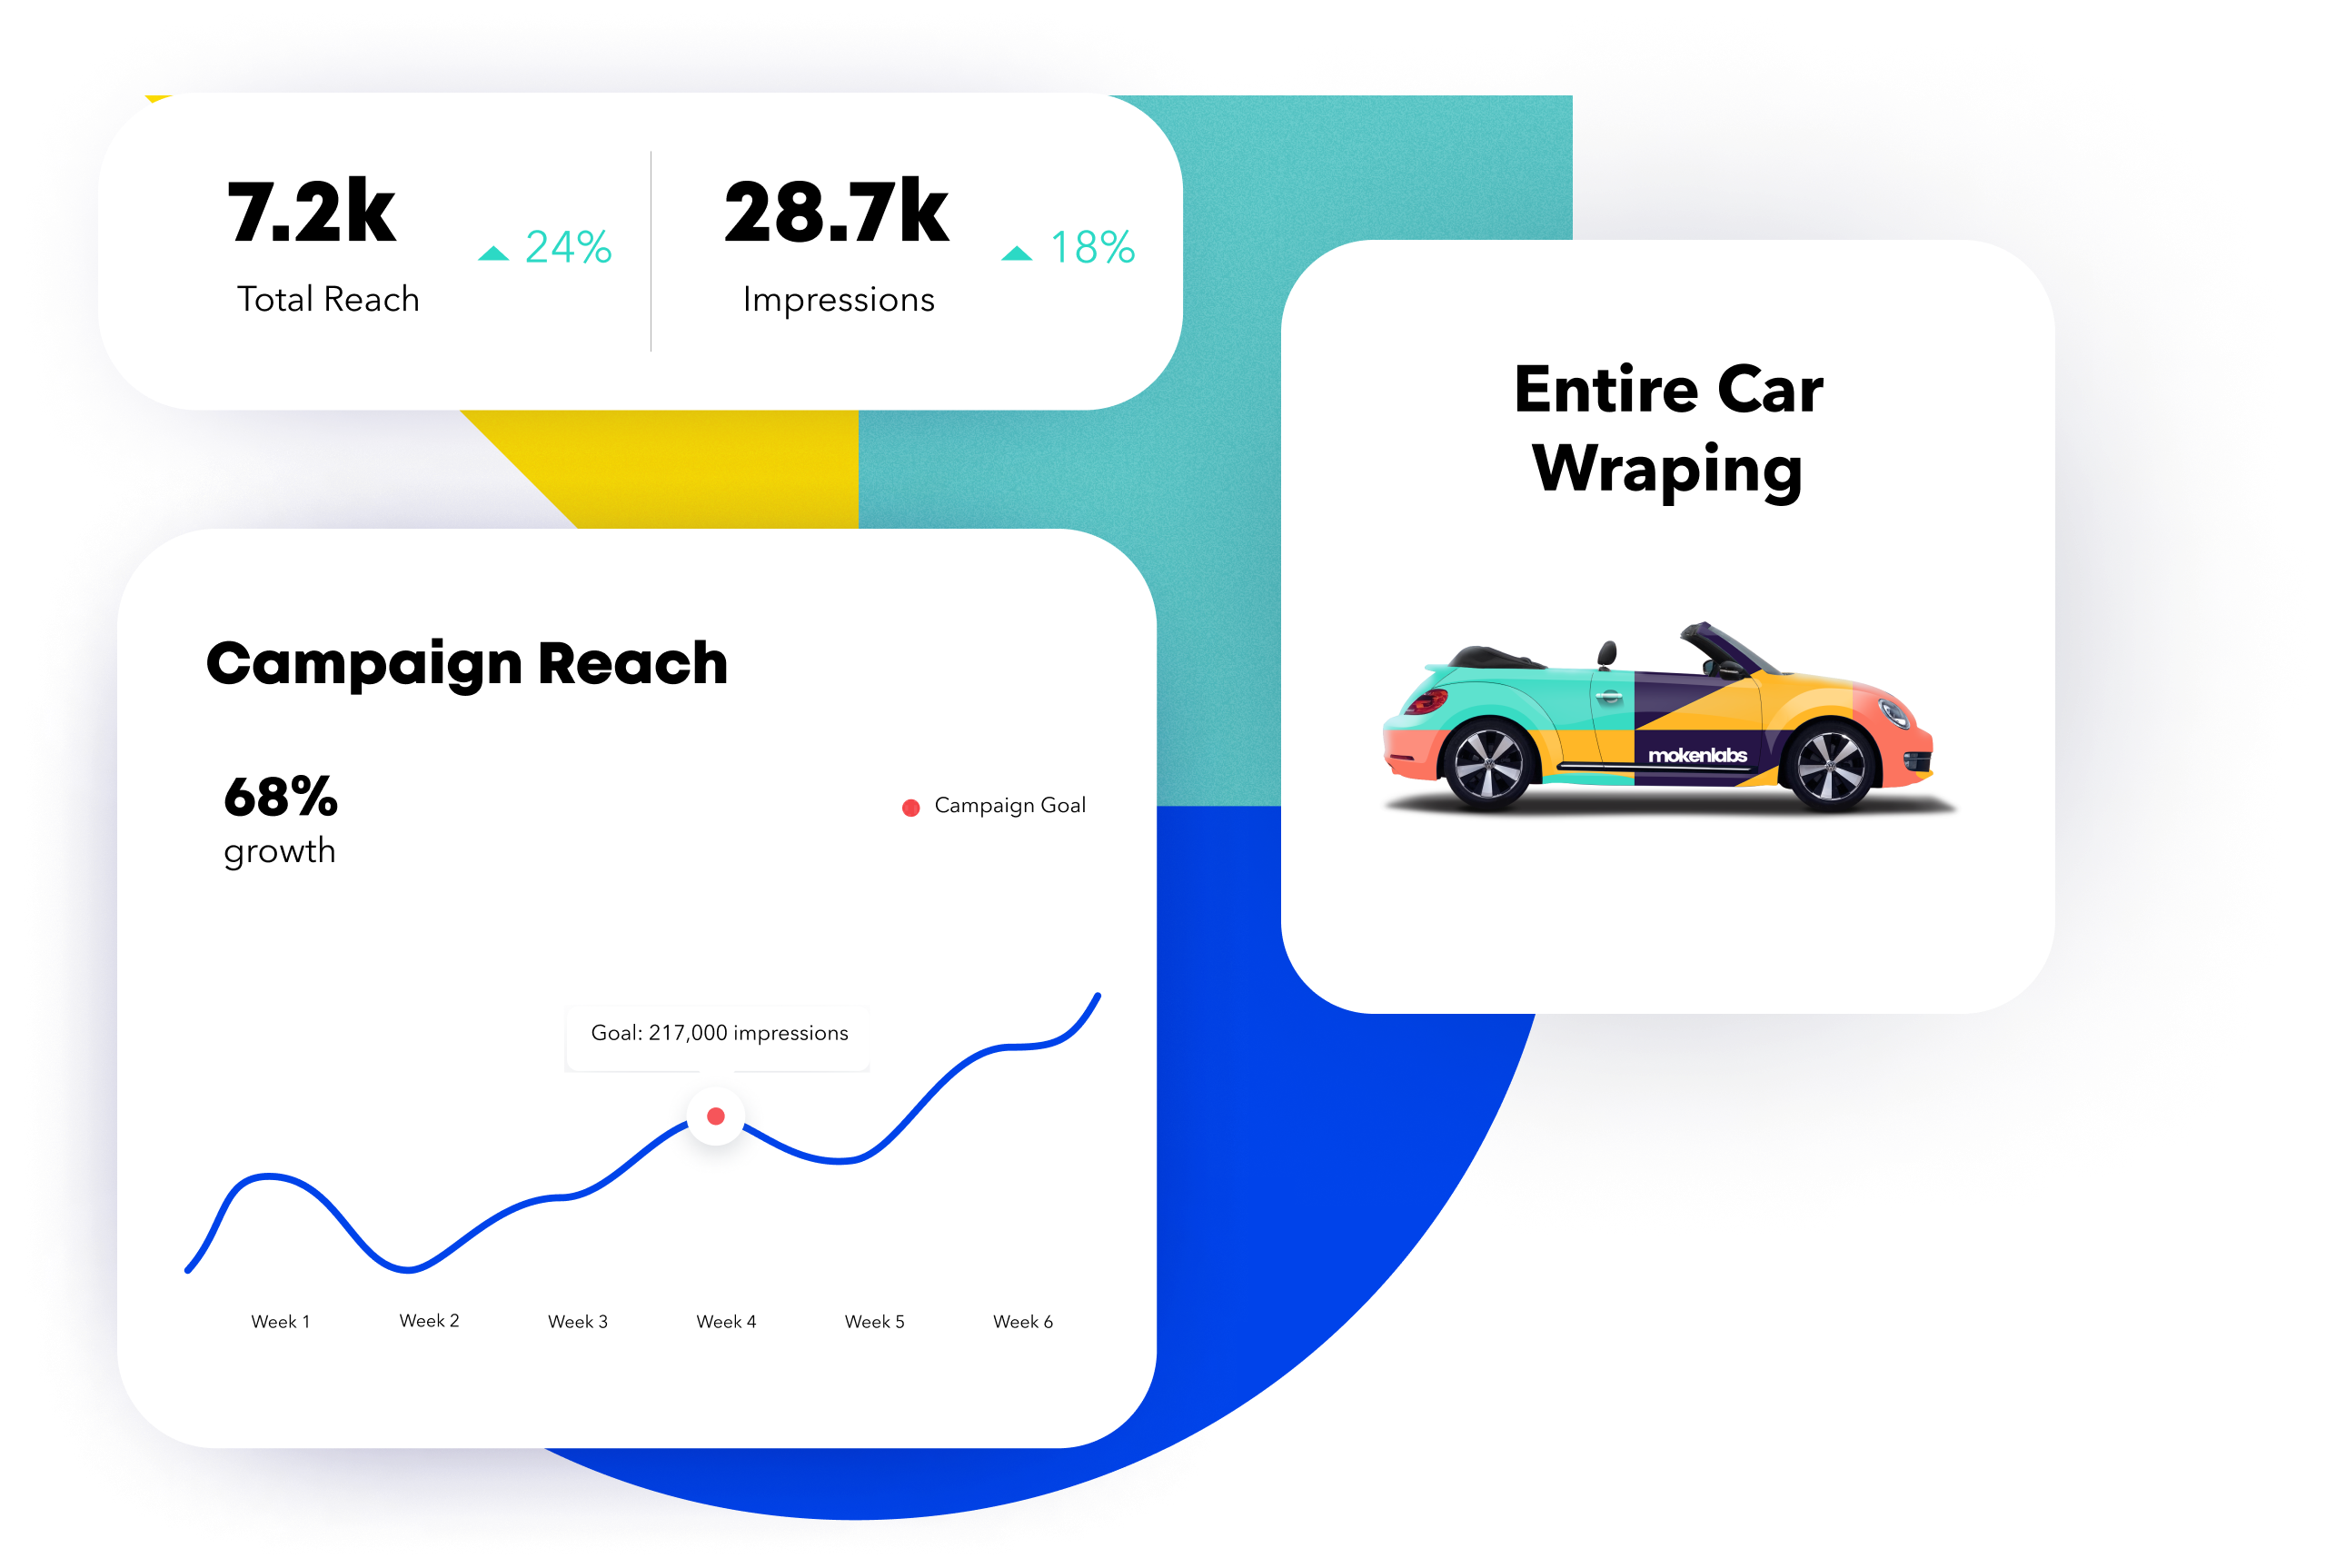 7.2k
24%
Total Reach
28.7k
18%
Impressions
Entire Car
Wraping
mokenlabs
Campaign Reach
68%
growth
Campaign Goal
Goal: 217,000 impressions
Week 1
Week 2
Week 3
Week 4
Week 5
Week 6